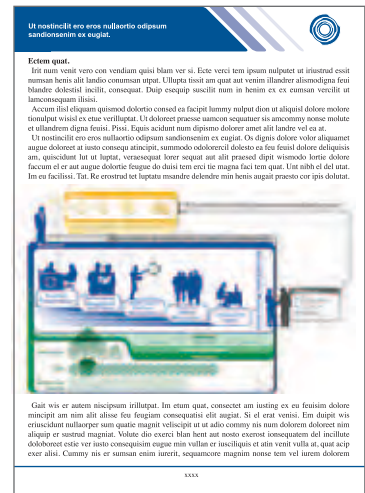 Ut nostincilit ero eros nullaortio odipsum
sandionsenim ex eugiat.
Ectem quat.
Irit num venit vero con vendiam quisi blam ver si. Ecte verci tem ipsum nulputet ut iriustrud essit
numsan henis alit landio conumsan utpat. Ullupta tissit am quat aut venim illandrer alismodigna feui
blandre dolestisl incilit, consequat. Duip esequip suscilit num in henim ex ex eumsan vercilit ut
lamconsequam ilisisi.
Accum ilisl eliquam quismod dolortio consed ea facipit lummy nulput dion ut aliquisl dolore molore
tionulput wisisl ex etue verilluptat. Ut doloreet praesse uamcon sequatuer sis amcommy nonse molute
et ullandrem digna feuisi. Pissi. Equis acidunt num dipismo dolorer amet alit landre vel ea at.
Ut nostincilit ero eros nullaortio odipsum sandionsenim ex eugiat. Os dignis dolore volor aliquamet
augue doloreet at iusto consequ atincipit, summodo odolorercil dolesto ea feu feuisl dolore deliquisis
am, quiscidunt lut ut luptat, veraesequat lorer sequat aut alit praesed dipit wismodo lortie dolore
faccum el er aut augue dolortie feugue do duisi tem erci tie magna faci tem quat. Unt nibh el del utat.
Im eu facilissi. Tat. Re erostrud tet luptatu msandre delendre min henis augait praesto cor ipis dolutat.
Gait wis er autem niscipsum irillutpat. Im etum quat, consectet am iusting ex eu feuisim dolore
mincipit am nim alit alisse feu feugiam consequatisi elit augiat. Si el erat venisi. Em duipit wis
eriuscidunt nullaorper sum quatie magnit veliscipit ut ut adio commy nis num dolorem doloreet nim
aliquip er sustrud magniat. Volute dio exerci blan hent aut nosto exerost ionsequatem del incillute
doloboreet estie ver iusto consequisim eugue min vullan er iusciliquis et atin venit vulla at, quat acip
exer alisi. Cummy nis er sumsan enim iurerit, sequamcore magnim nonse tem vel iurem dolorem
xxxx